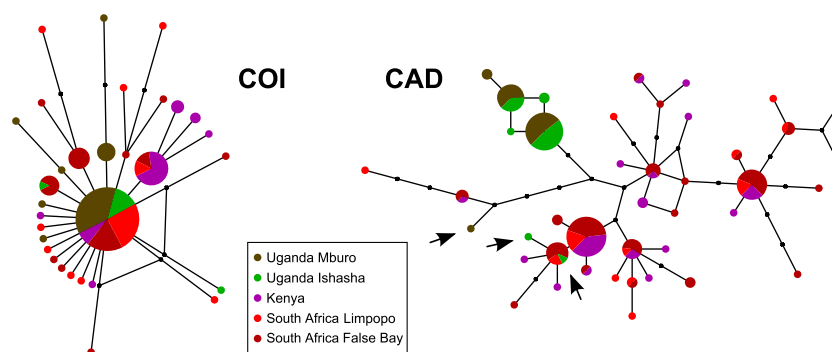 COI
CAD
Uganda Mburo
Uganda Ishasha
Kenya
South Africa Limpopo
South Africa False Bay